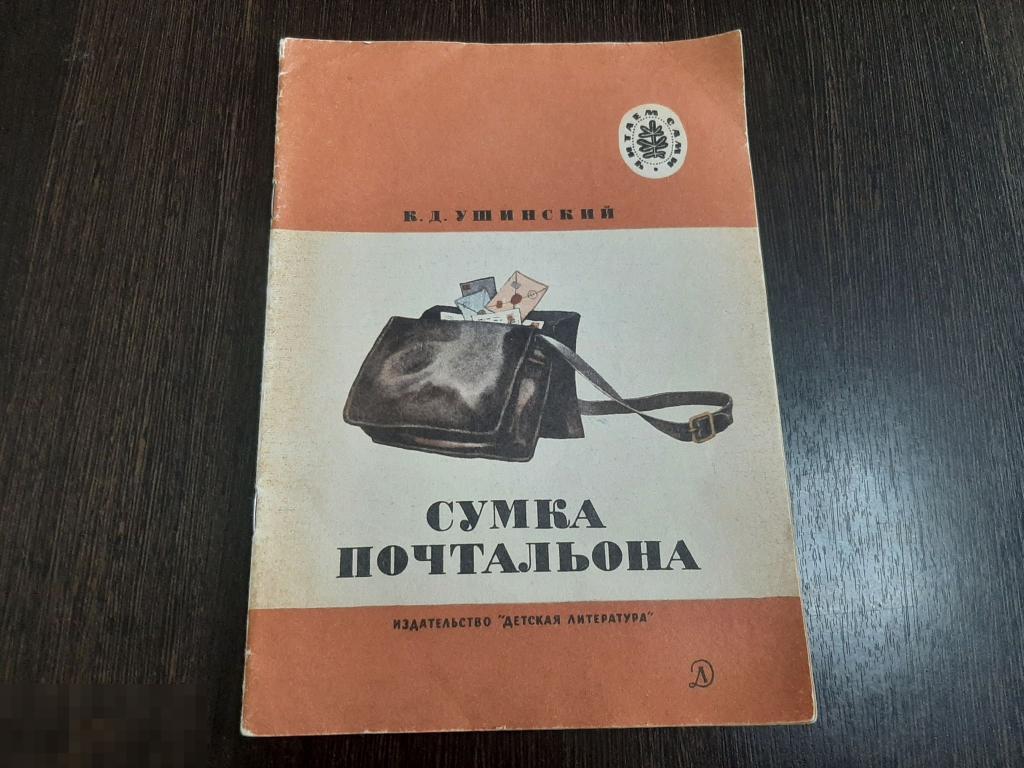 ЧИТАЕМ САМИ
К. Д. УШИНСКИЙ
СУМКА
ПОЧТАЛЬОНА
ИЗДАТЕЛЬСТВО "ДЕТСКАЯ ЛИТЕРАТУРА"